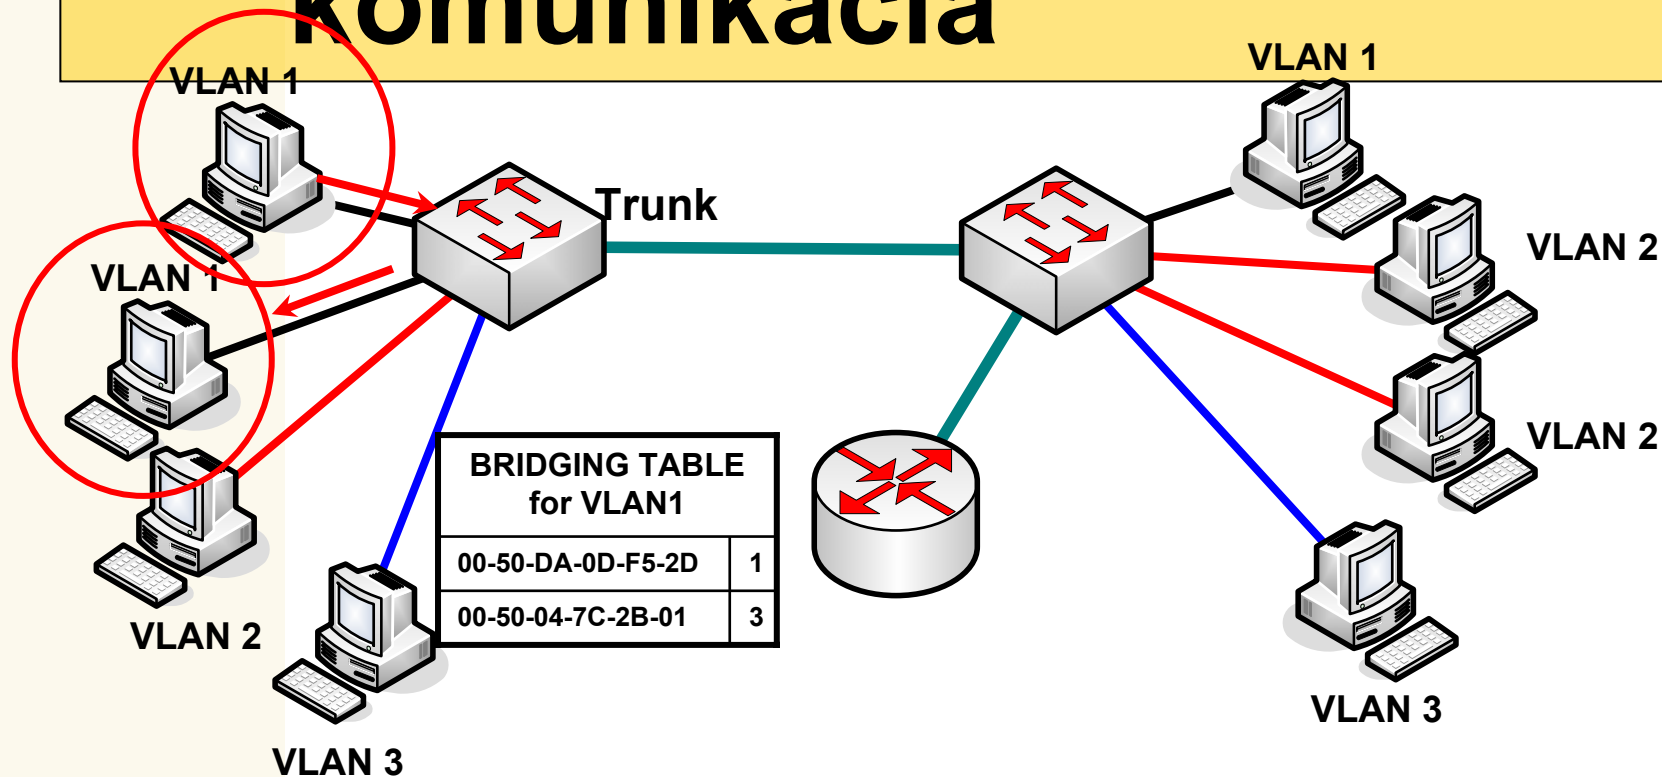 komunikácia
VLAN 1
VLAN 1
Trunk
VLAN 1
VLAN 2
VLAN 2
BRIDGING TABLE
for VLAN1
00-50-DA-0D-F5-2D 1
00-50-04-7C-2B-01 3
VLAN 2
VLAN 3
VLAN 3